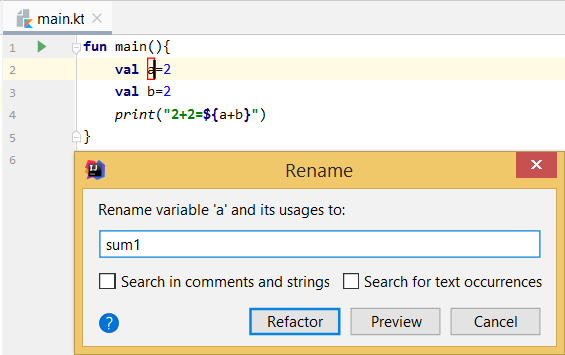 main.kt
1 fun main(){
2 val a=2
3 val b=2
4 print("2+2=${a+b}")
5 }
6
IJ
Rename
Rename variable 'a' and its usages to:
sum1
Search in comments and strings Search for text occurrences
? Refactor Preview Cancel